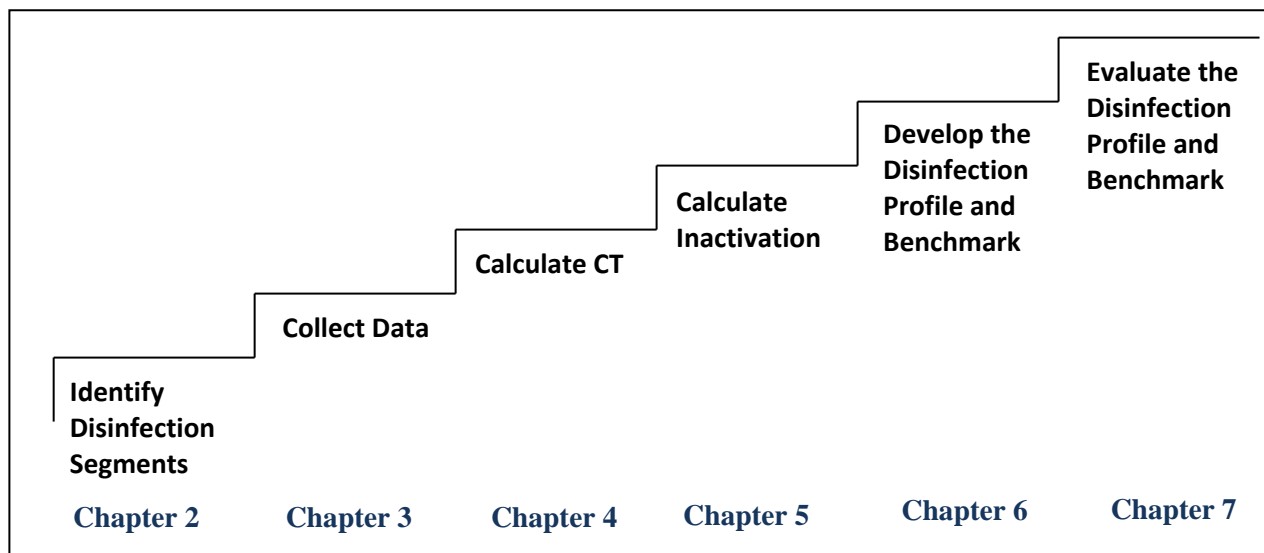 Identify
Disinfection
Segments
Collect Data
Calculate CT
Calculate
Inactivation
Develop the
Disinfection
Profile and
Benchmark
Evaluate the
Disinfection
Profile and
Benchmark
Chapter 2
Chapter 3
Chapter 4
Chapter 5
Chapter 6
Chapter 7